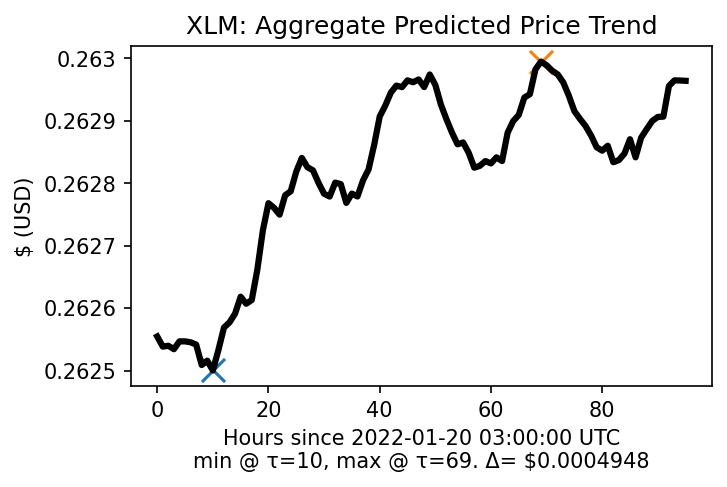 XLM: Aggregate Predicted Price Trend
$ (USD)
0.263
0.2629
0.2628
0.2627
0.2626
0.2625
0 20 40 60 80
Hours since 2022-01-20 03:00:00 UTC
min @ τ=10, max @ τ=69. Δ= $0.0004948